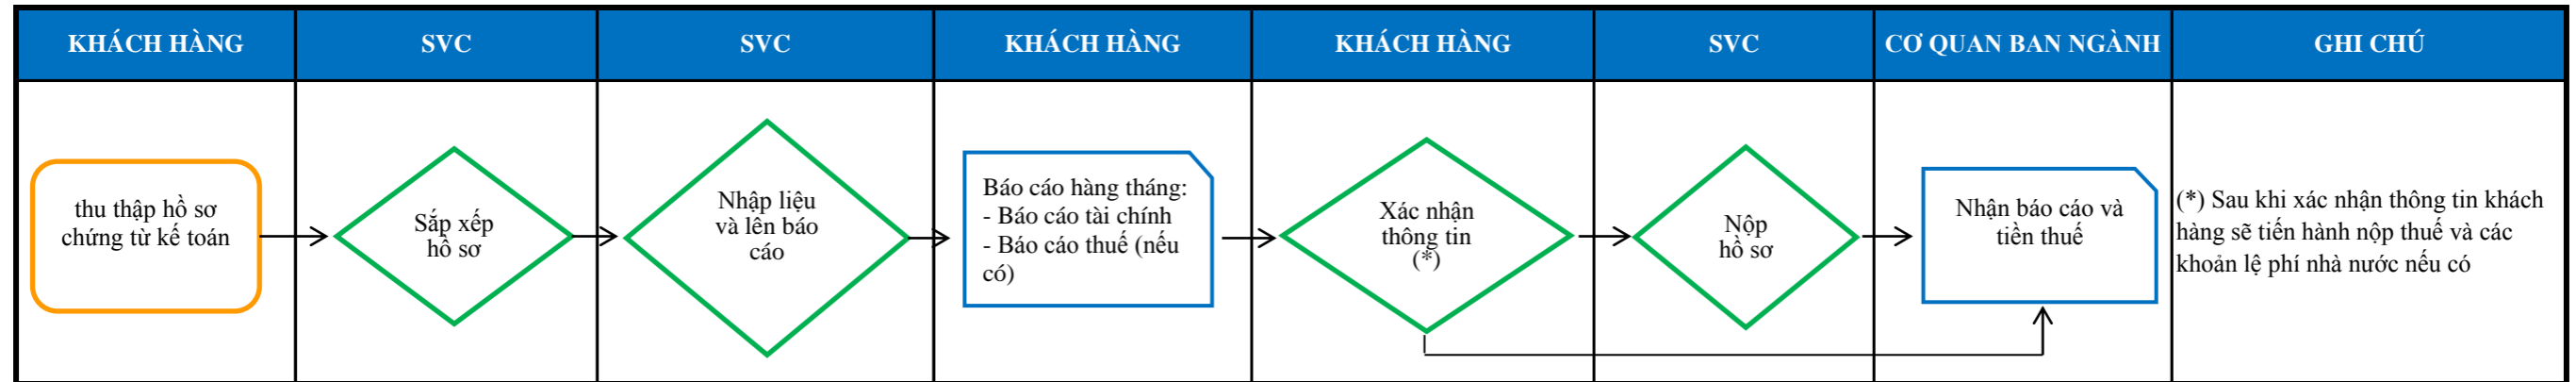 KHÁCH HÀNG
SVC
SVC
KHÁCH HÀNG
KHÁCH HÀNG
SVC
CƠ QUAN BAN NGÀNH
GHI CHÚ
thu thập hồ sơ
chứng từ kế toán
Sắp xếp
hồ sơ
Nhập liệu
và lên báo
cáo
Báo cáo hàng tháng:
- Báo cáo tài chính
- Báo cáo thuế (nếu
có)
Xác nhận
thông tin
(*)
Nộp
hồ sơ
Nhận báo cáo và
tiền thuế
(*) Sau khi xác nhận thông tin khách
hàng sẽ tiến hành nộp thuế và các
khoản lệ phí nhà nước nếu có